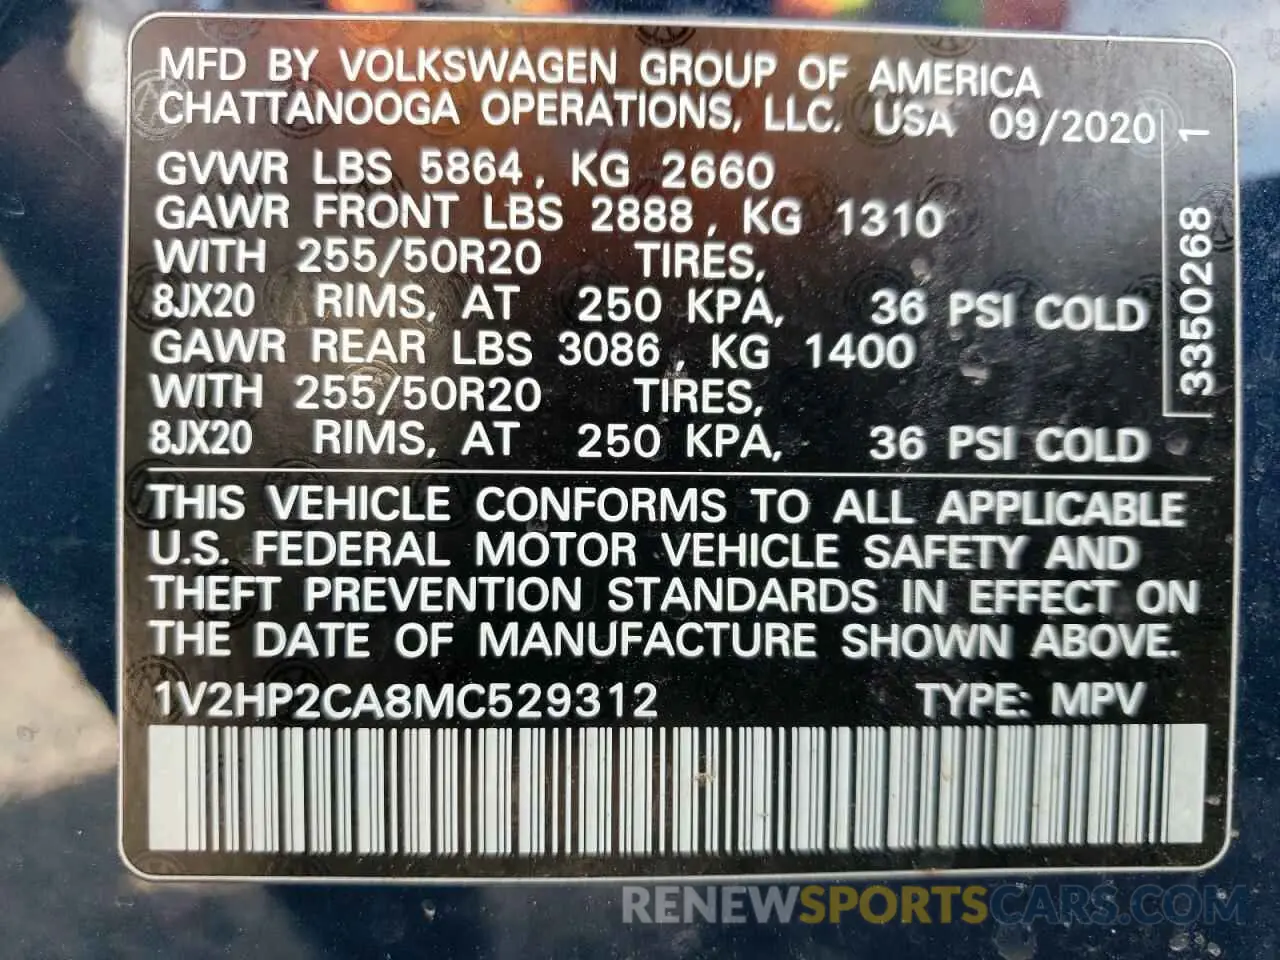 MFD BY VOLKSWAGEN GROUP OF AMERICA
CHATTANOOGA OPERATIONS, LLC. USA 09/2020
GVWR LBS 5864, KG 2660
GAWR FRONT LBS 2888, KG 1310
WITH 255/50R20 TIRES,
8JX20 RIMS, AT 250 KPA, 36 PSI COLD
GAWR REAR LBS 3086, KG 1400
WITH 255/50R20 TIRES,
8JX20 RIMS, AT 250 KPA, 36 PSI COLD
3350268 1
THIS VEHICLE CONFORMS TO ALL APPLICABLE
U.S. FEDERAL MOTOR VEHICLE SAFETY AND
THEFT PREVENTION STANDARDS IN EFFECT ON
THE DATE OF MANUFACTURE SHOWN ABOVE.
1V2HP2CA8MC529312 TYPE: MPV
RENEWSPORTSCARS.COM